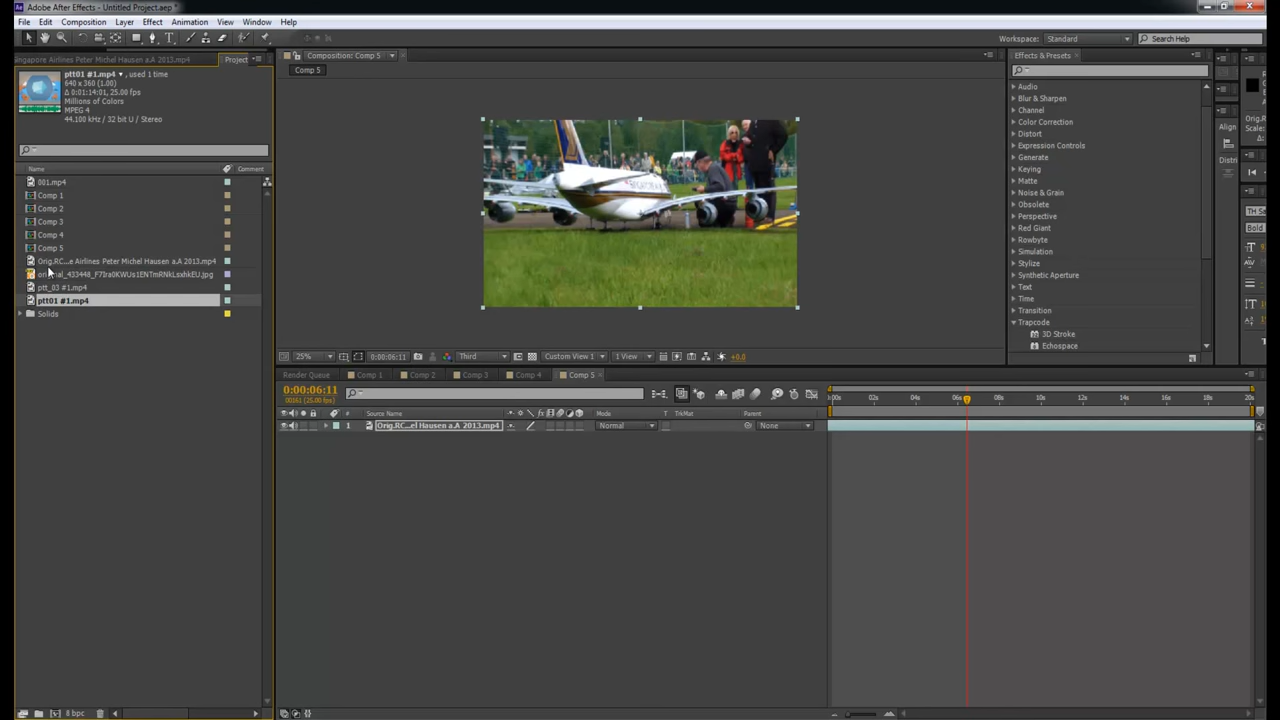 Adobe After Effects - Untitled Project.aep *
File Edit Composition Layer Effect Animation View Window Help
Workspace: Standard
Search Help
Singapore Airlines Peter Michel Hausen a.A 2013.mp4
Project
Composition: Comp 5
Effects & Presets
ptt01 #1.mp4 , used 1 time
640 x 360 (1.00)
Δ 0:01:14:01, 25.00 fps
Millions of Colors
MPEG 4
44.100 kHz / 32 bit U / Stereo
Comp 5
Name
Comment
001.mp4
Comp 1
Comp 2
Comp 3
Comp 4
Comp 5
Orig.RC...e Airlines Peter Michel Hausen a.A 2013.mp4
ptt_03 #1.mp4
ptt01 #1.mp4
Solids
Audio
Blur & Sharpen
Channel
Color Correction
Distort
Expression Controls
Generate
Keying
Matte
Noise & Grain
Obsolete
Perspective
Red Giant
Rowbyte
Simulation
Stylize
Synthetic Aperture
Text
Time
Transition
Trapcode
3D Stroke
Echospace
Orig.RC
Scale:
Align
Distri
TH Sa
Bold
25%
0:00:06:11
Third
Custom View 1
1 View
+0.0
Render Queue
Comp 1
Comp 2
Comp 3
Comp 4
Comp 5
0:00:06:11
00161 (25.00 fps)
# Source Name Mode T TrkMat Parent
1 Orig.RC...el Hausen a.A 2013.mp4 Normal None
02s 04s 06s 08s 10s 12s 14s 16s 18s 20s
8 bpc